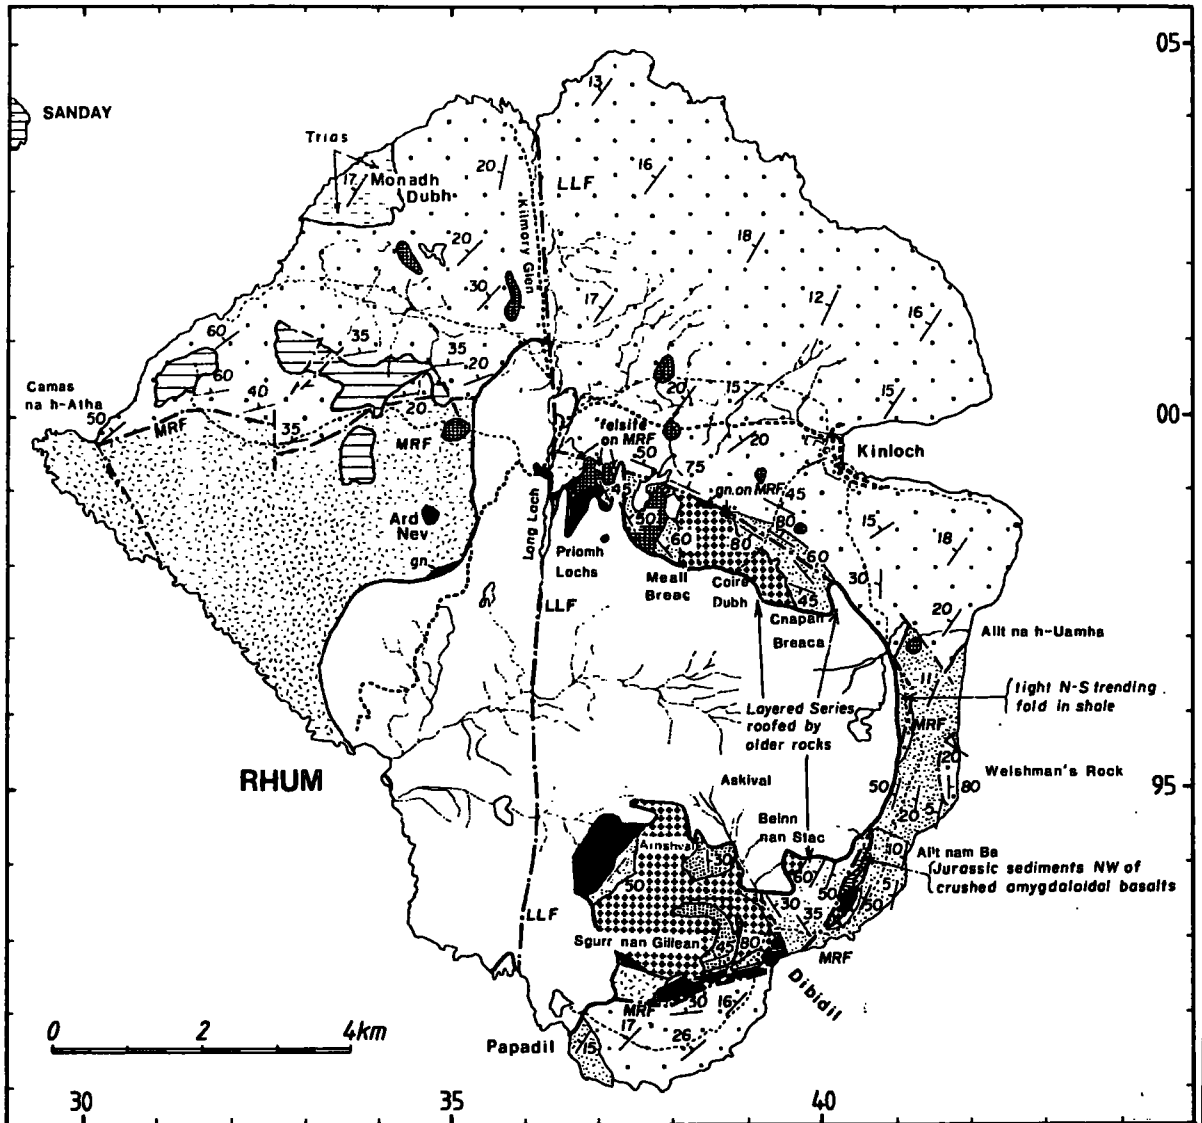 05
SANDAY
13
Trias
17
Monadh
Dubh
20
16
LLF
Kilmory Glen
20
18
30
17
12
16
60
35
35
20
60
20
15
15
Camas
na h-Atha
40
20
50
MRF
35
MRF
felsite
on MRF
50
20
00
Kinloch
75
gn. on MRF
45
45
80
Ard
Nev
Long Loch
50
60
80
60
15
18
gn.
Priomh
Lochs
Meall
Breac
Coire
Dubh
45
30
LLF
Cnapan
Breaca
20
Allt na h-Uamha
11
tight N-S trending
fold in shale
Layered Series
roofed by
older rocks
MRF
RHUM
Askival
50
20
Welshman's Rock
80
95
5
20
Beinn
nan Stac
Ainshval
30
10
Allt nam Ba
60
Jurassic sediments NW of
crushed amygdaloidal basalts
50
50
5
50
30
35
LLF
Sgurr nan Gillean
45
80
MRF
Dibidil
MRF
30
16
0 2 4km
17
26
Papadil
15
30 35 40